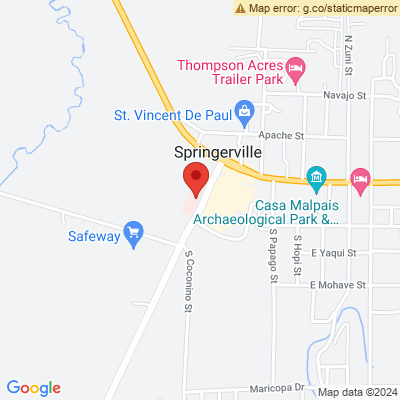 Map error: g.co/staticmaperror
Thompson Acres
Trailer Park
N Zuni St
Navajo St
St. Vincent De Paul
Apache St
Springerville
Casa Malpais
Archaeological Park &...
Safeway
S Coconino St
S Papago St
S Hopi St
E Yaqui St
E Mohave St
Google
Maricopa Dr
Map data ©2024